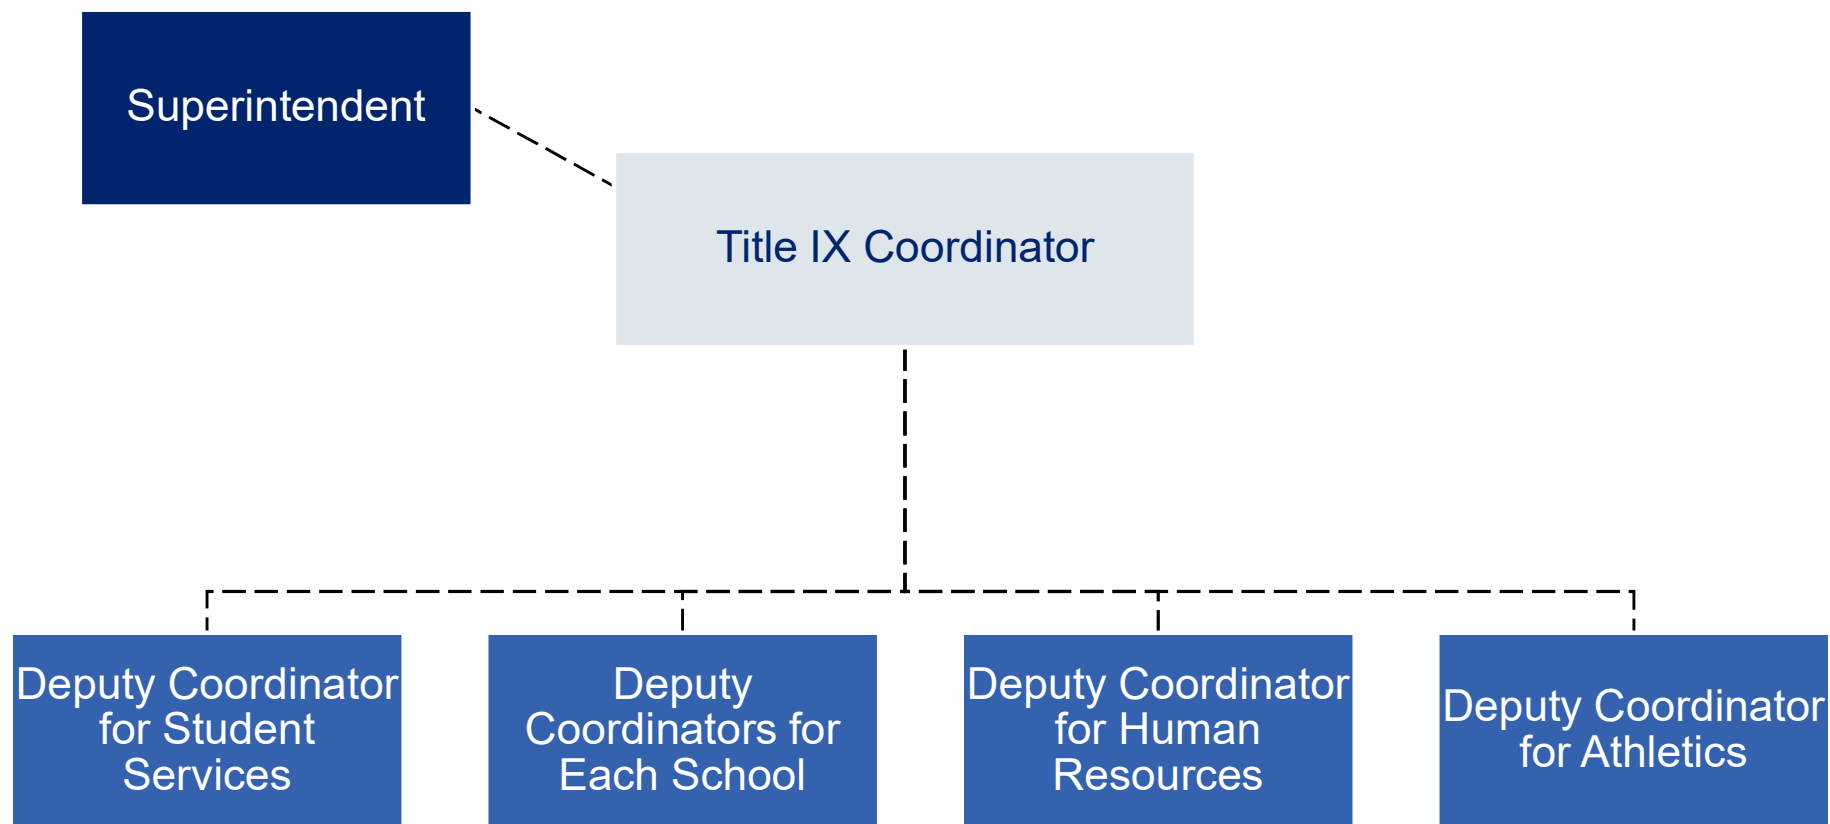 Superintendent
Title IX Coordinator
Deputy Coordinator
for Student
Services
Deputy
Coordinators for
Each School
Deputy Coordinator
for Human
Resources
Deputy Coordinator
for Athletics